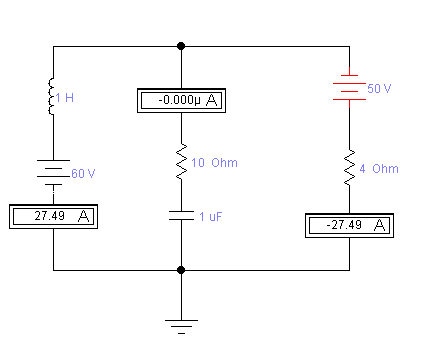 50 V
1 H
-0.000µ A
10 Ohm
4 Ohm
60 V
27.49 A
1 uF
-27.49 A